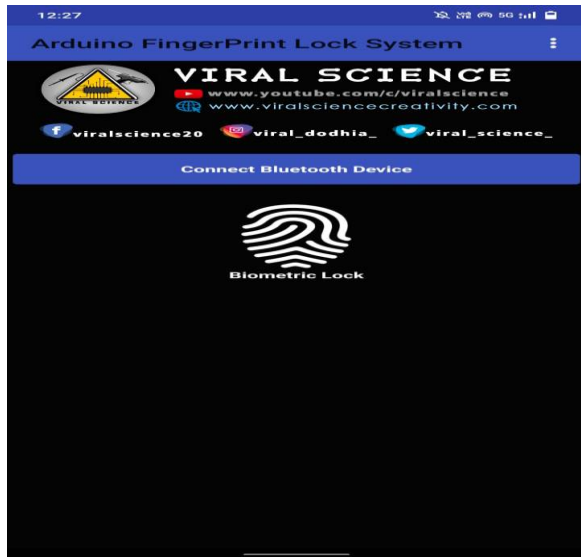 12:27 5G
Arduino FingerPrint Lock System
VIRAL SCIENCE
VIRAL SCIENCE
www.youtube.com/c/viralscience
www.viralsciencecreativity.com
viralscience20 viral_dodhia_ viral_science_
Connect Bluetooth Device
Biometric Lock